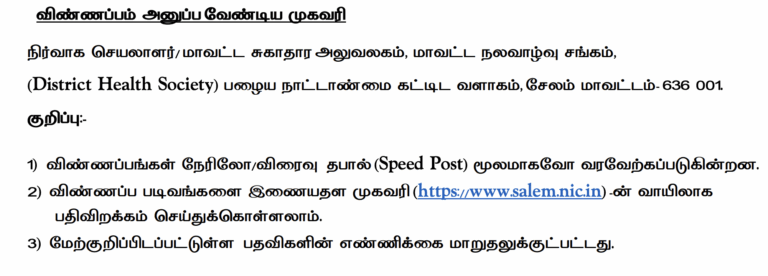 விண்ணப்பம் அனுப்ப வேண்டிய முகவரி
நிர்வாக செயலாளர்/மாவட்ட சுகாதார அலுவலகம், மாவட்ட நலவாழ்வு சங்கம்,
(District Health Society) பழைய நாட்டாண்மை கட்டிட வளாகம், சேலம் மாவட்டம்- 636 001.
குறிப்பு:-
1) விண்ணப்பங்கள் நேரிலோ/விரைவு தபால் (Speed Post) மூலமாகவோ வரவேற்கப்படுகின்றன.
2) விண்ணப்ப படிவங்களை இணையதள முகவரி (https://www.salem.nic.in) -ன் வாயிலாக
பதிவிறக்கம் செய்துக்கொள்ளலாம்.
3) மேற்குறிப்பிடப்பட்டுள்ள பதவிகளின் எண்ணிக்கை மாறுதலுக்குட்பட்டது.